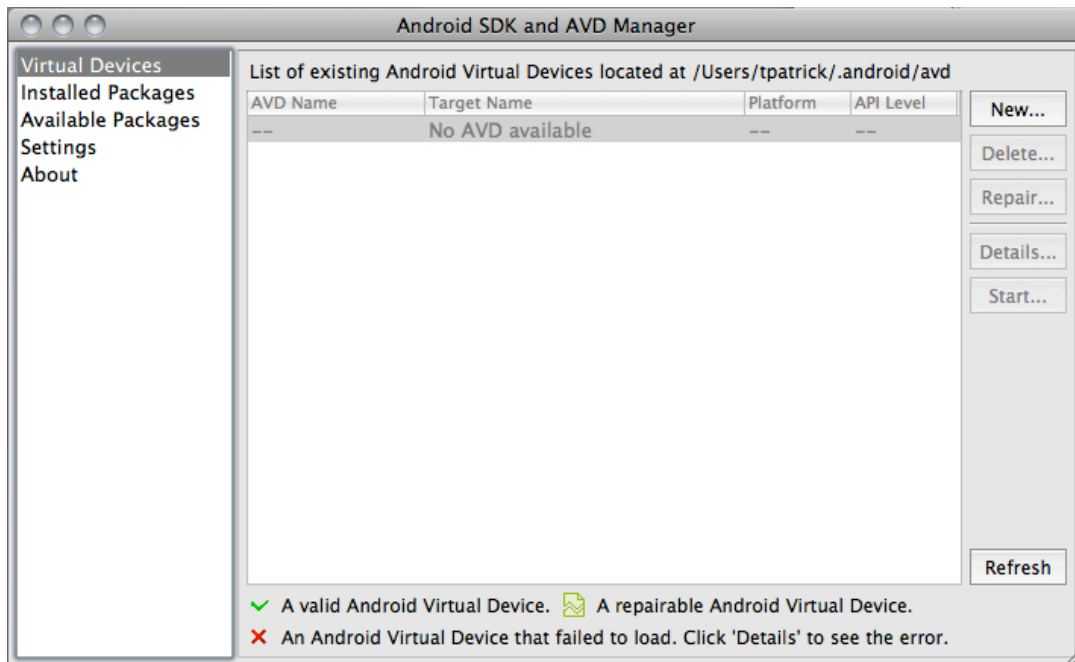 Android SDK and AVD Manager
Virtual Devices
Installed Packages
Available Packages
Settings
About
List of existing Android Virtual Devices located at /Users/tpatrick/.android/avd
AVD Name Target Name Platform API Level
-- No AVD available -- --
New...
Delete...
Repair...
Details...
Start...
Refresh
A valid Android Virtual Device. A repairable Android Virtual Device.
An Android Virtual Device that failed to load. Click 'Details' to see the error.